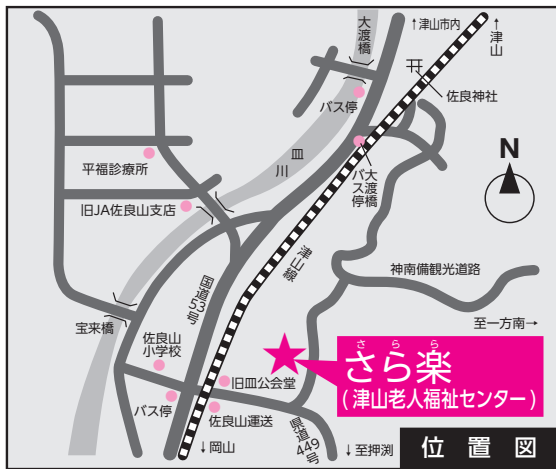 ↑津山市内
↑津山
大渡橋
佐良神社
バス停
皿川
平福診療所
大渡橋
バス停
N
旧JA佐良山支店
津山線
神南備観光道路
国道53号
宝来橋
至一方南→
佐良山
小学校
さらら
さら楽
(津山老人福祉センター)
旧皿公会堂
バス停
佐良山運送
県道449号
↓岡山
↓至押渕
位置図